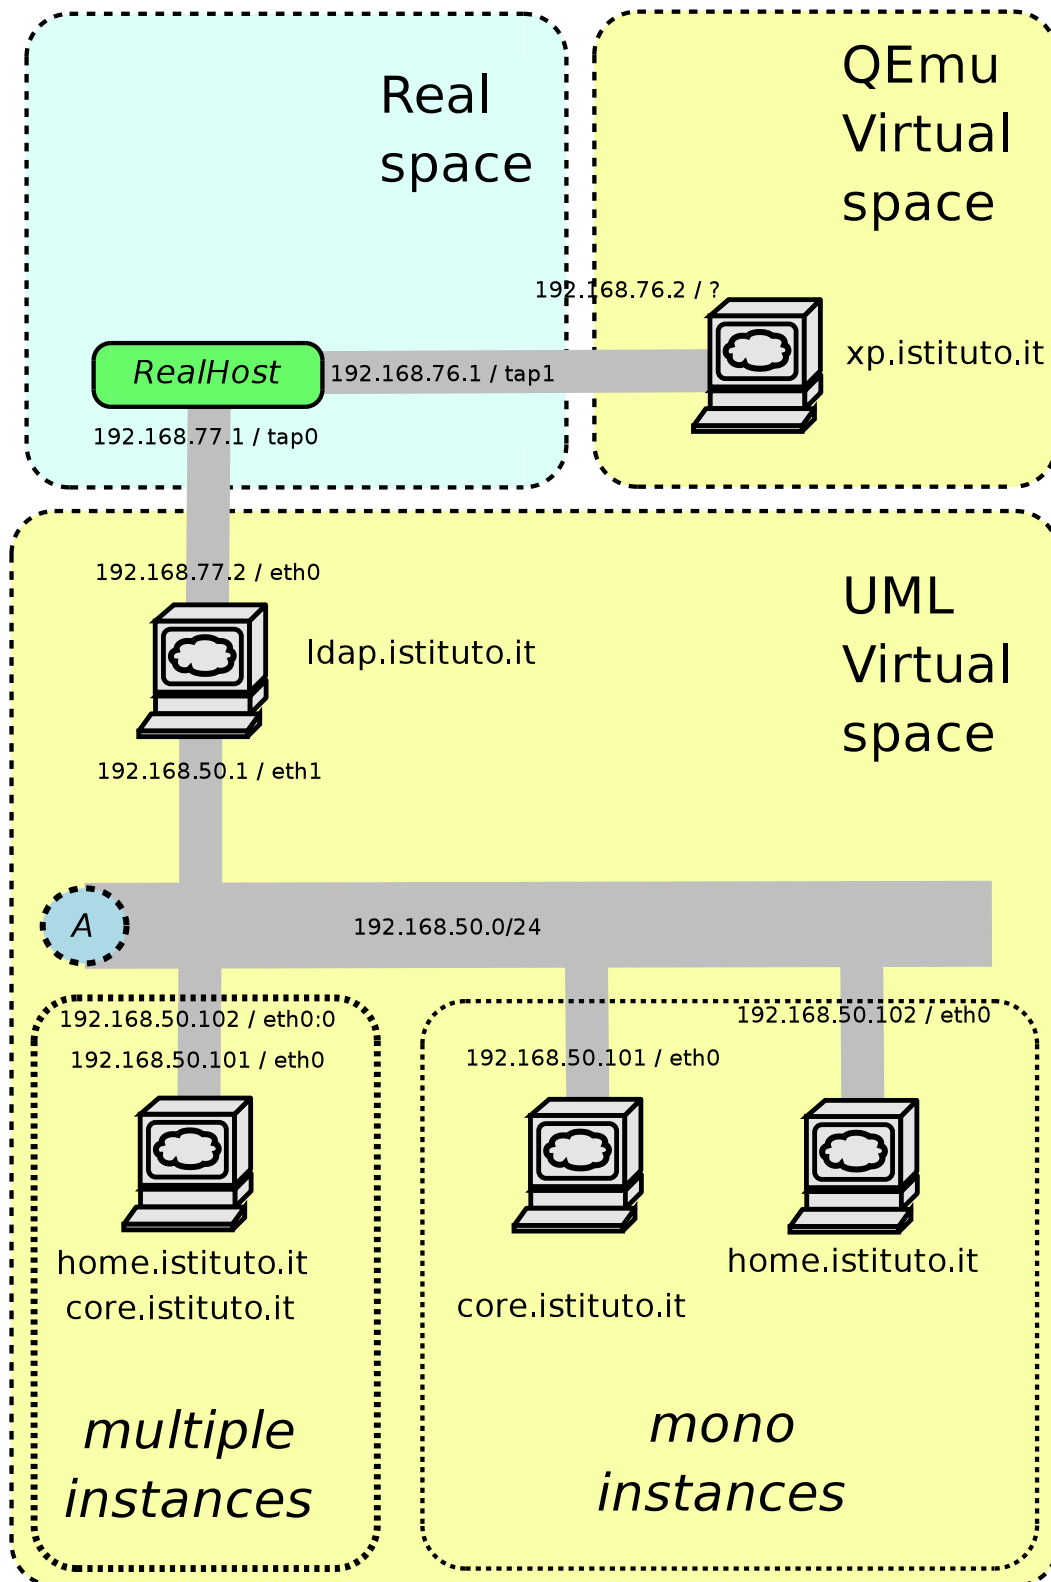 Real
space
QEmu
Virtual
space
192.168.76.2 / ?
xp.istituto.it
RealHost
192.168.76.1 / tap1
192.168.77.1 / tap0
192.168.77.2 / eth0
ldap.istituto.it
UML
Virtual
space
192.168.50.1 / eth1
A
192.168.50.0/24
192.168.50.102 / eth0:0
192.168.50.101 / eth0
home.istituto.it
core.istituto.it
multiple
instances
192.168.50.101 / eth0
192.168.50.102 / eth0
core.istituto.it
home.istituto.it
mono
instances